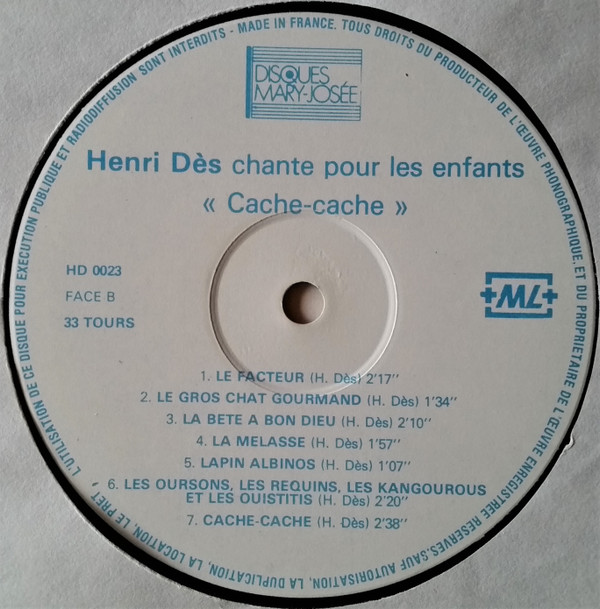 DISQUES
MARY-JOSÉE
Henri Dès chante pour les enfants
« Cache-cache »
HD 0023
FACE B
33 TOURS
+ML+
1. LE FACTEUR (H. Dès) 2'17''
2. LE GROS CHAT GOURMAND (H. Dès) 1'34''
3. LA BETE A BON DIEU (H. Dès) 2'10''
4. LA MELASSE (H. Dès) 1'57''
5. LAPIN ALBINOS (H. Dès) 1'07''
6. LES OURSONS, LES REQUINS, LES KANGOUROUS
ET LES OUISTITIS (H. Dès) 2'20''
7. CACHE-CACHE (H. Dès) 2'38''
MADE IN FRANCE. TOUS DROITS DU PRODUCTEUR DE L'ŒUVRE PHONOGRAPHIQUE, ET DU PROPRIETAIRE DE L'ŒUVRE ENREGISTREE RESERVES. SAUF AUTORISATION, LA DUPLICATION, LA LOCATION, LE PRET, L'UTILISATION DE CE DISQUE POUR EXECUTION PUBLIQUE ET RADIODIFFUSION SONT INTERDITS -